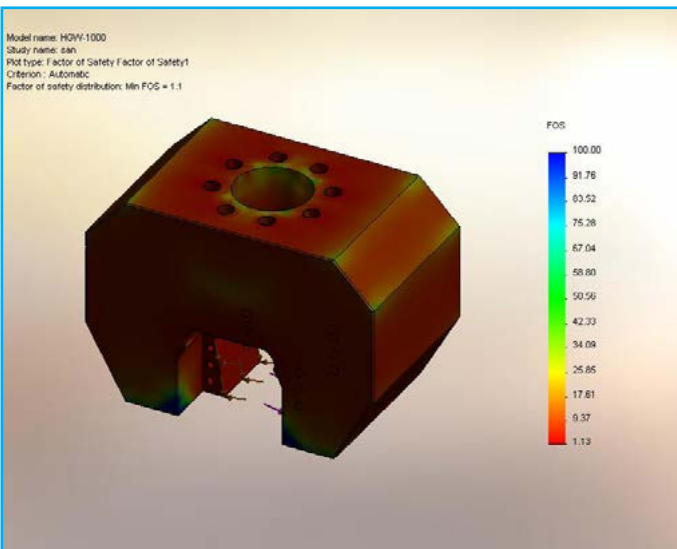 Model name: HGW-1000
Study name: san
Plot type: Factor of Safety Factor of Safety1
Criterion : Automatic
Factor of safety distribution: Min FOS = 1.1
FOS
100.00
91.76
83.52
75.28
67.04
58.80
50.56
42.33
34.09
25.85
17.61
9.37
1.13